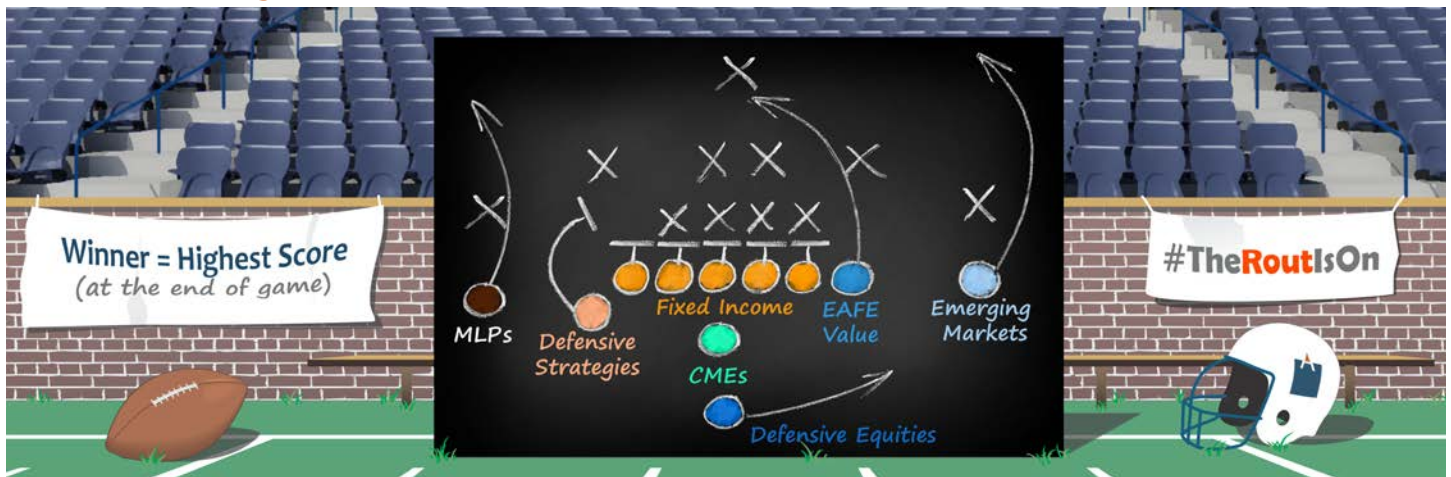 Winner = Highest Score
(at the end of game)
#TheRoutIsOn
MLPs
Defensive
Strategies
Fixed Income
CMEs
EAFE
Value
Emerging
Markets
Defensive Equities